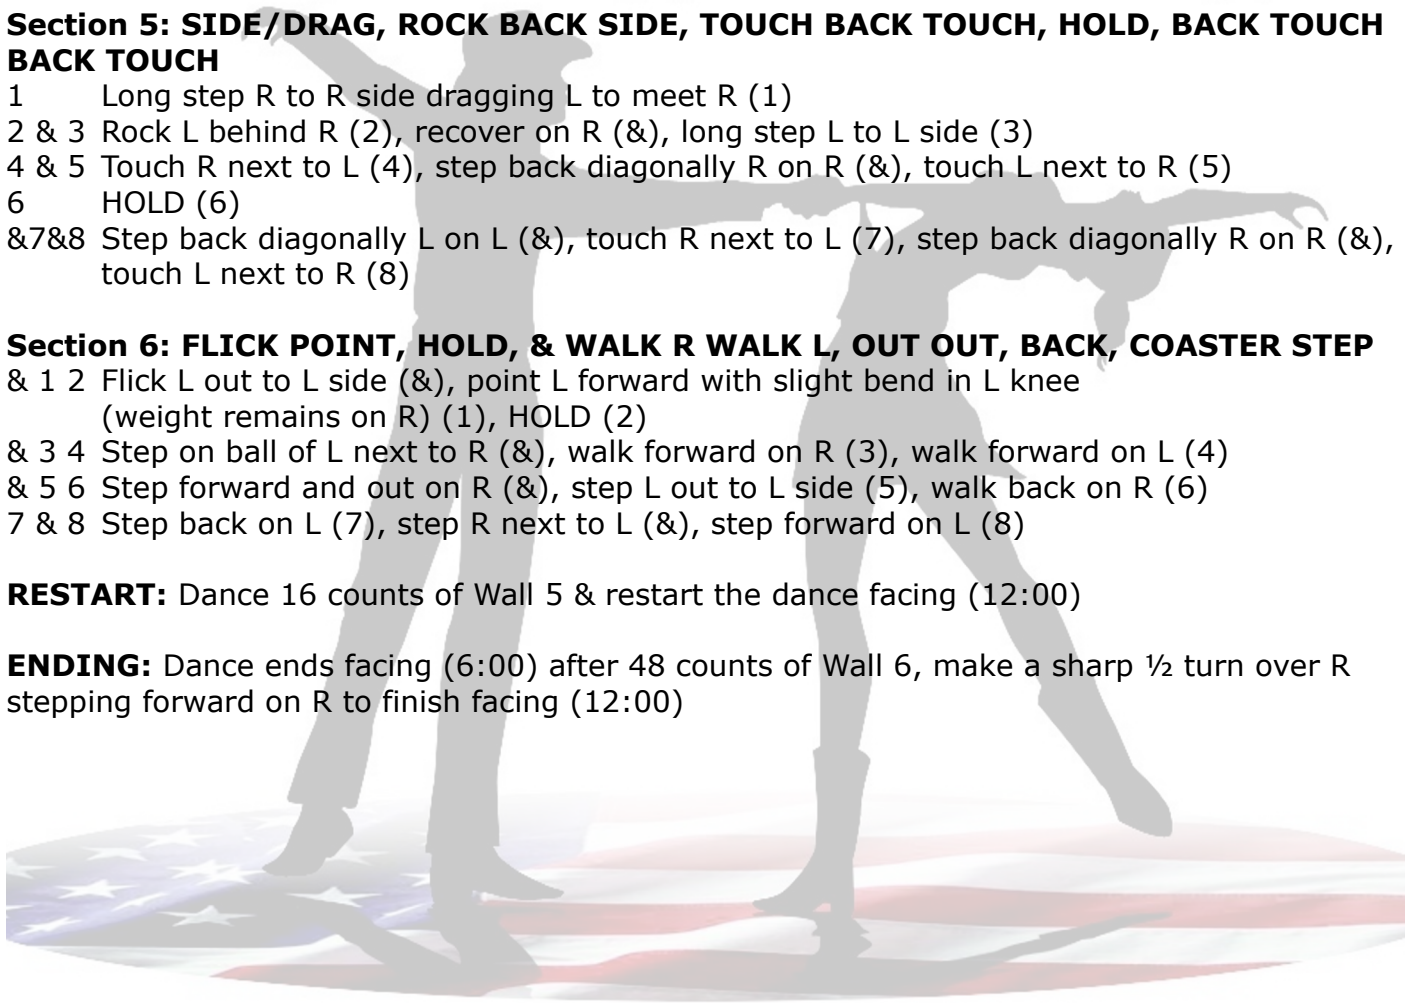 Section 5: SIDE/DRAG, ROCK BACK SIDE, TOUCH BACK TOUCH, HOLD, BACK TOUCH
BACK TOUCH
1 Long step R to R side dragging L to meet R (1)
2 & 3 Rock L behind R (2), recover on R (&), long step L to L side (3)
4 & 5 Touch R next to L (4), step back diagonally R on R (&), touch L next to R (5)
6 HOLD (6)
&7&8 Step back diagonally L on L (&), touch R next to L (7), step back diagonally R on R (&),
touch L next to R (8)
Section 6: FLICK POINT, HOLD, & WALK R WALK L, OUT OUT, BACK, COASTER STEP
& 1 2 Flick L out to L side (&), point L forward with slight bend in L knee
(weight remains on R) (1), HOLD (2)
& 3 4 Step on ball of L next to R (&), walk forward on R (3), walk forward on L (4)
& 5 6 Step forward and out on R (&), step L out to L side (5), walk back on R (6)
7 & 8 Step back on L (7), step R next to L (&), step forward on L (8)
RESTART: Dance 16 counts of Wall 5 & restart the dance facing (12:00)
ENDING: Dance ends facing (6:00) after 48 counts of Wall 6, make a sharp ½ turn over R
stepping forward on R to finish facing (12:00)